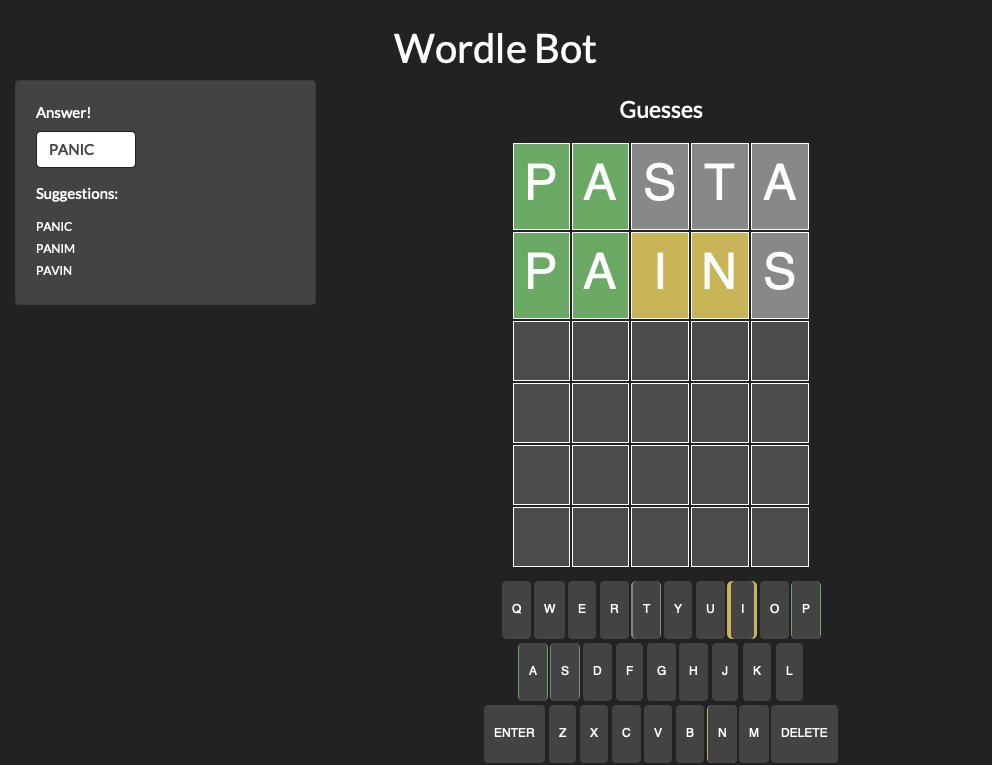 Wordle Bot
Answer!
PANIC
Suggestions:
PANIC
PANIM
PAVIN
Guesses
P A S T A
P A I N S
Q W E R T Y U I O P
A S D F G H J K L
ENTER Z X C V B N M DELETE